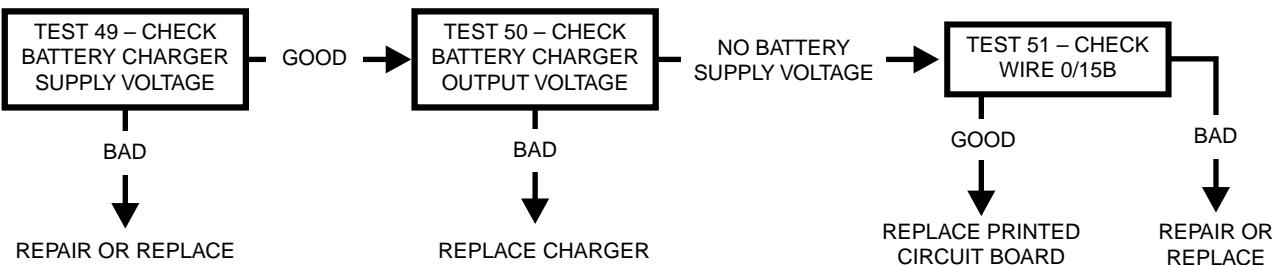 TEST 49 – CHECK
BATTERY CHARGER
SUPPLY VOLTAGE
GOOD
TEST 50 – CHECK
BATTERY CHARGER
OUTPUT VOLTAGE
NO BATTERY
SUPPLY VOLTAGE
TEST 51 – CHECK
WIRE 0/15B
BAD
BAD
GOOD
BAD
REPAIR OR REPLACE
REPLACE CHARGER
REPLACE PRINTED
CIRCUIT BOARD
REPAIR OR
REPLACE